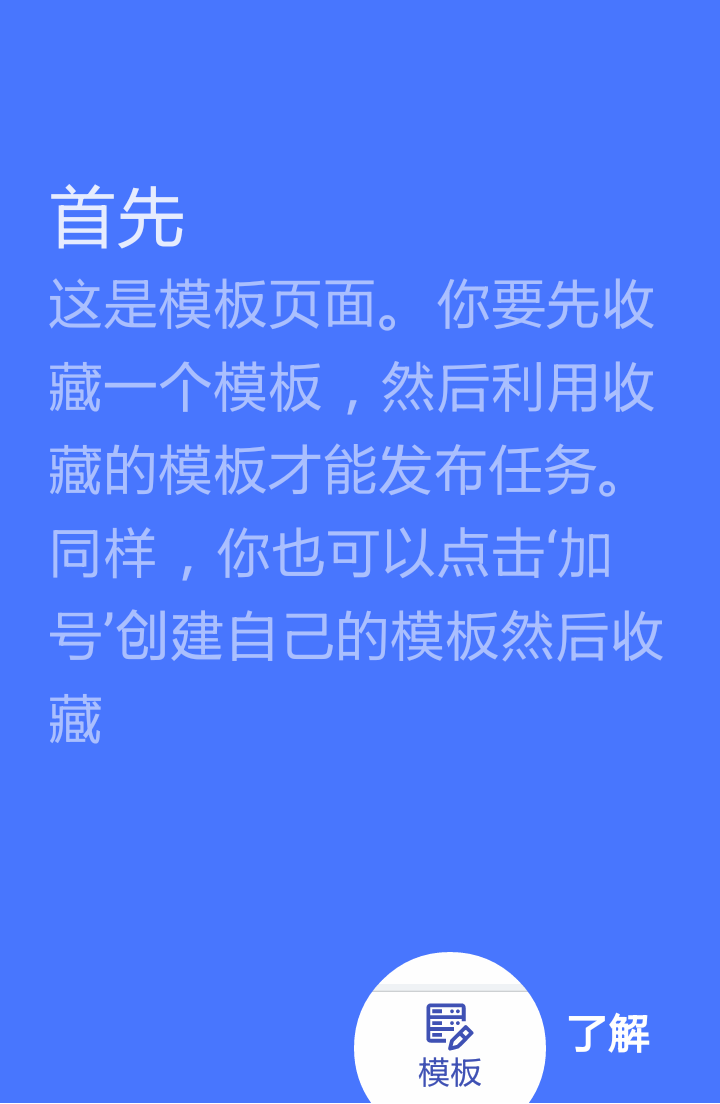 首先
这是模板页面。 你要先收
藏一个模板，然后利用收
藏的模板才能发布任务。
同样，你也可以点击‘加
号’创建自己的模板然后收
藏
模板
了解